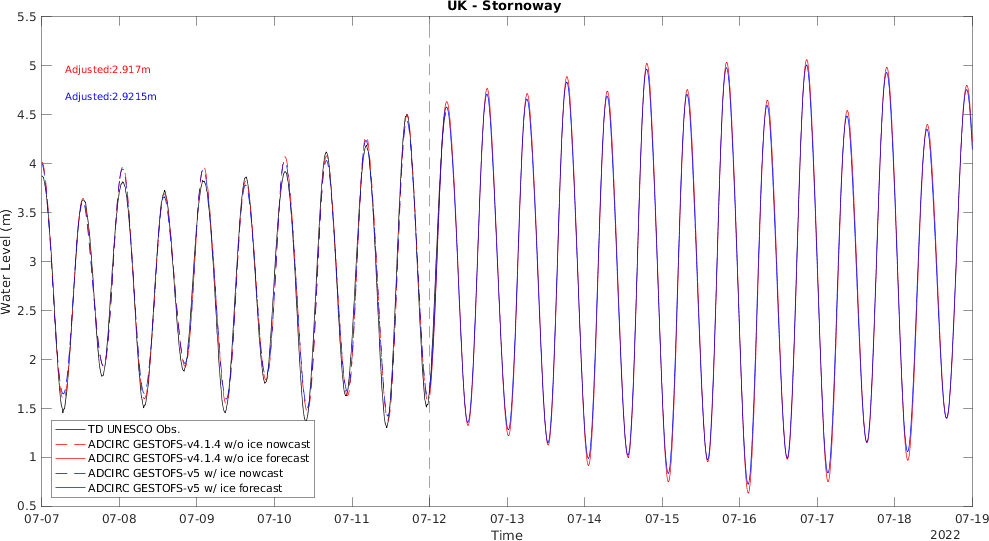 UK - Stornoway
5.5
5
4.5
4
3.5
3
2.5
2
1.5
1
0.5
Water Level (m)
Adjusted:2.917m
Adjusted:2.9215m
TD UNESCO Obs.
ADCIRC GESTOFS-v4.1.4 w/o ice nowcast
ADCIRC GESTOFS-v4.1.4 w/o ice forecast
ADCIRC GESTOFS-v5 w/ ice nowcast
ADCIRC GESTOFS-v5 w/ ice forecast
07-07 07-08 07-09 07-10 07-11 07-12 07-13 07-14 07-15 07-16 07-17 07-18 07-19
Time
2022